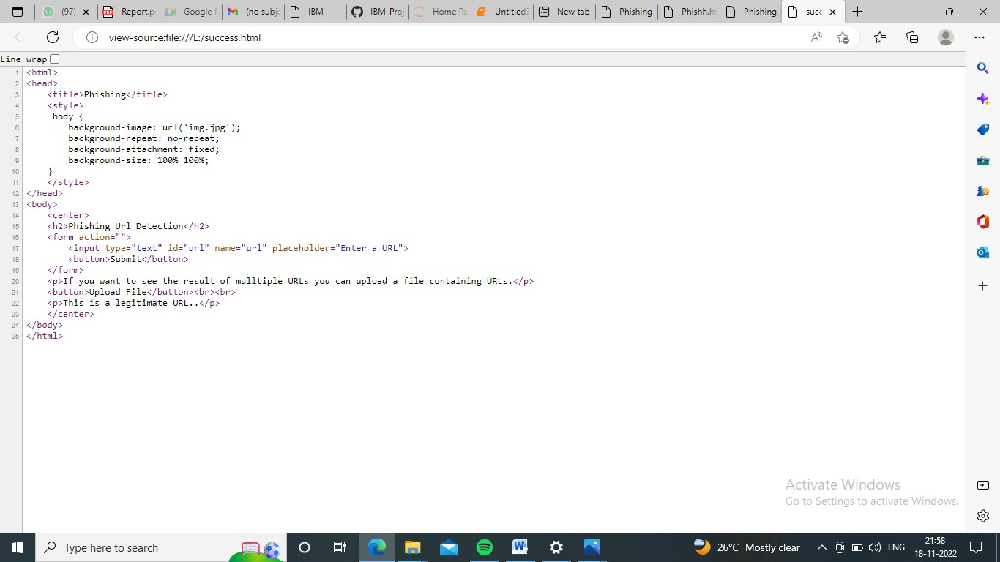 (97)
Report.p
Google
(no subje
IBM
IBM-Proj
Home Pa
Untitled3
New tab
Phishing
Phishh.h
Phishing
succ
view-source:file:///E:/success.html
Line wrap
1 <html>
2 <head>
3 <title>Phishing</title>
4 <style>
5 body {
6 background-image: url('img.jpg');
7 background-repeat: no-repeat;
8 background-attachment: fixed;
9 background-size: 100% 100%;
10 }
11 </style>
12 </head>
13 <body>
14 <center>
15 <h2>Phishing Url Detection</h2>
16 <form action="">
17 <input type="text" id="url" name="url" placeholder="Enter a URL">
18 <button>Submit</button>
19 </form>
20 <p>If you want to see the result of mulltiple URLs you can upload a file containing URLs.</p>
21 <button>Upload File</button><br><br>
22 <p>This is a legitimate URL..</p>
23 </center>
24 </body>
25 </html>
Activate Windows
Go to Settings to activate Windows.
Type here to search
26°C Mostly clear
ENG
21:58
18-11-2022